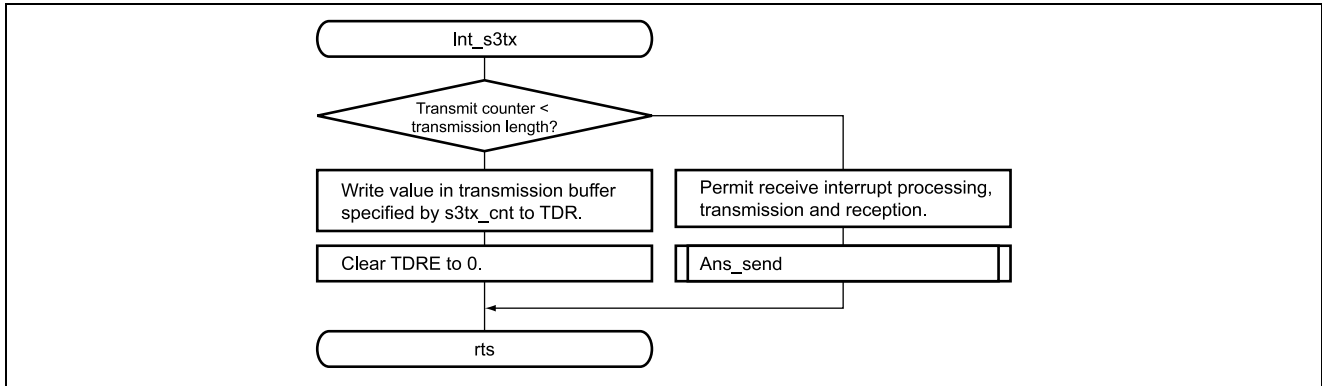 Int_s3tx
Transmit counter <
transmission length?
Write value in transmission buffer
specified by s3tx_cnt to TDR.
Permit receive interrupt processing,
transmission and reception.
Clear TDRE to 0.
Ans_send
rts